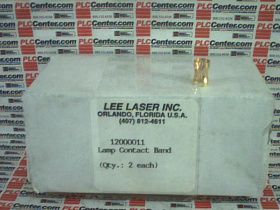 PLCCenter.com
LEE LASER INC.
ORLANDO, FLORIDA U.S.A.
(407) 812-4611
12000011
Lamp Contact Band
(Qty.: 2 each)